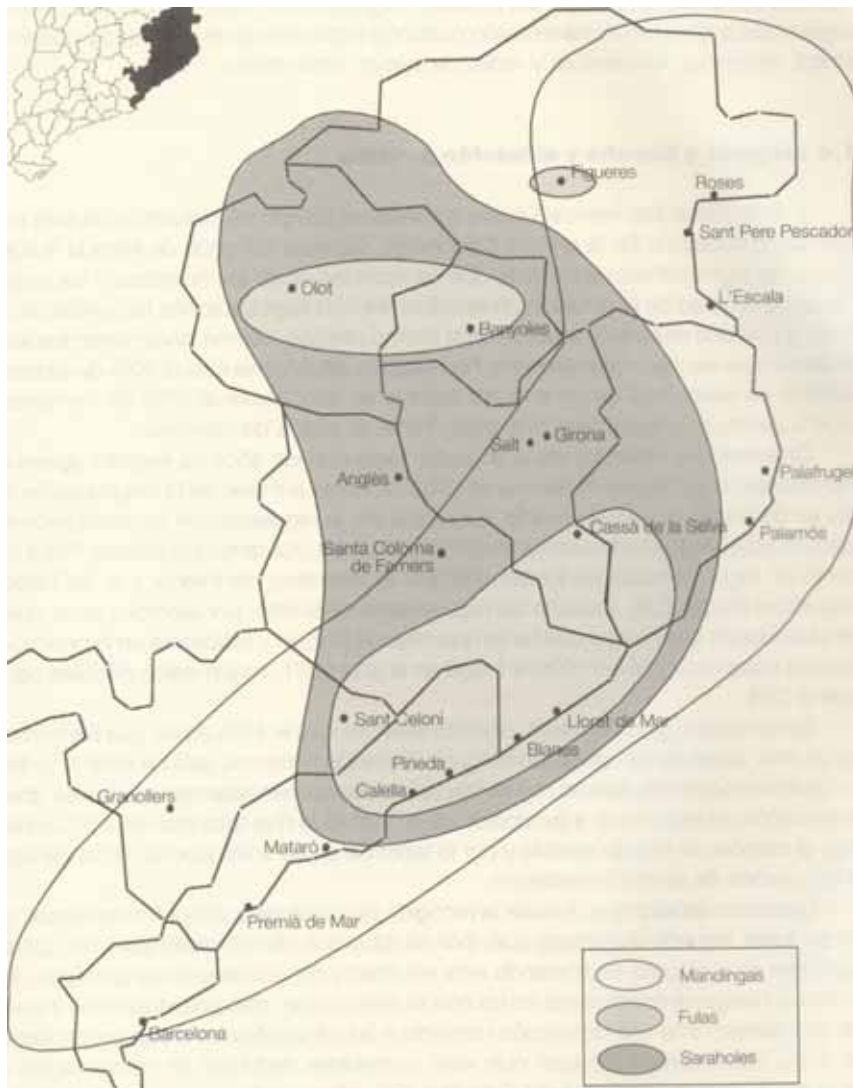 Figueres
Roses
Sant Pere Pescador
L'Escala
Olot
Banyoles
Girona
Salt
Anglès
Palafrugel
Palamós
Cassà de la Selva
Santa Coloma
de Farners
Sant Celoni
Lloret de Mar
Blanes
Pineda
Calella
Granollers
Mataró
Premià de Mar
Barcelona
Mandingas
Fulas
Saraholes